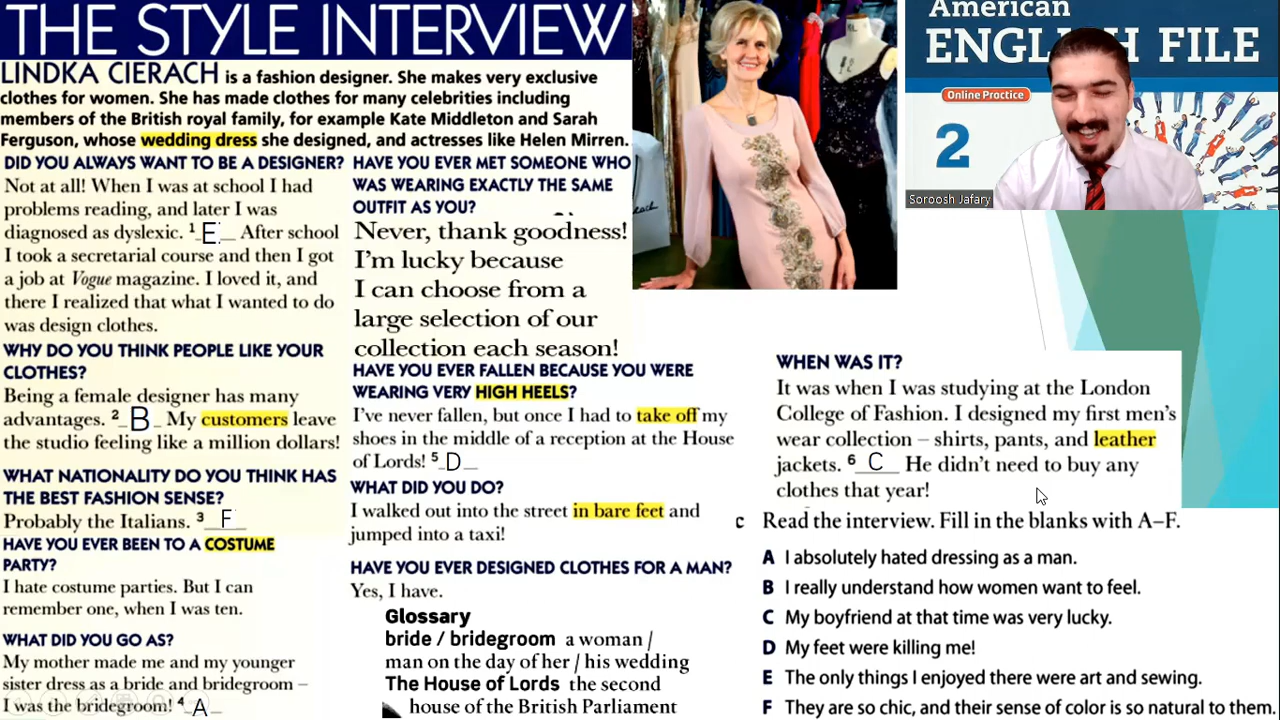 THE STYLE INTERVIEW
LINDKA CIERACH is a fashion designer. She makes very exclusive
clothes for women. She has made clothes for many celebrities including
members of the British royal family, for example Kate Middleton and Sarah
Ferguson, whose wedding dress she designed, and actresses like Helen Mirren.
DID YOU ALWAYS WANT TO BE A DESIGNER?
Not at all! When I was at school I had
problems reading, and later I was
diagnosed as dyslexic. 1 E After school
I took a secretarial course and then I got
a job at Vogue magazine. I loved it, and
there I realized that what I wanted to do
was design clothes.
WHY DO YOU THINK PEOPLE LIKE YOUR
CLOTHES?
Being a female designer has many
advantages. 2 B My customers leave
the studio feeling like a million dollars!
WHAT NATIONALITY DO YOU THINK HAS
THE BEST FASHION SENSE?
Probably the Italians. 3 F
HAVE YOU EVER BEEN TO A COSTUME
PARTY?
I hate costume parties. But I can
remember one, when I was ten.
WHAT DID YOU GO AS?
My mother made me and my younger
sister dress as a bride and bridegroom –
I was the bridegroom! 4 A
HAVE YOU EVER MET SOMEONE WHO
WAS WEARING EXACTLY THE SAME
OUTFIT AS YOU?
Never, thank goodness!
I'm lucky because
I can choose from a
large selection of our
collection each season!
HAVE YOU EVER FALLEN BECAUSE YOU WERE
WEARING VERY HIGH HEELS?
I've never fallen, but once I had to take off my
shoes in the middle of a reception at the House
of Lords! 5 D
WHAT DID YOU DO?
I walked out into the street in bare feet and
jumped into a taxi!
HAVE YOU EVER DESIGNED CLOTHES FOR A MAN?
Yes, I have.
Glossary
bride / bridegroom a woman /
man on the day of her / his wedding
The House of Lords the second
house of the British Parliament
American
ENGLISH FILE
Online Practice
2
Soroosh Jafary
WHEN WAS IT?
It was when I was studying at the London
College of Fashion. I designed my first men's
wear collection – shirts, pants, and leather
jackets. 6 C He didn't need to buy any
clothes that year!
c Read the interview. Fill in the blanks with A–F.
A I absolutely hated dressing as a man.
B I really understand how women want to feel.
C My boyfriend at that time was very lucky.
D My feet were killing me!
E The only things I enjoyed there were art and sewing.
F They are so chic, and their sense of color is so natural to them.